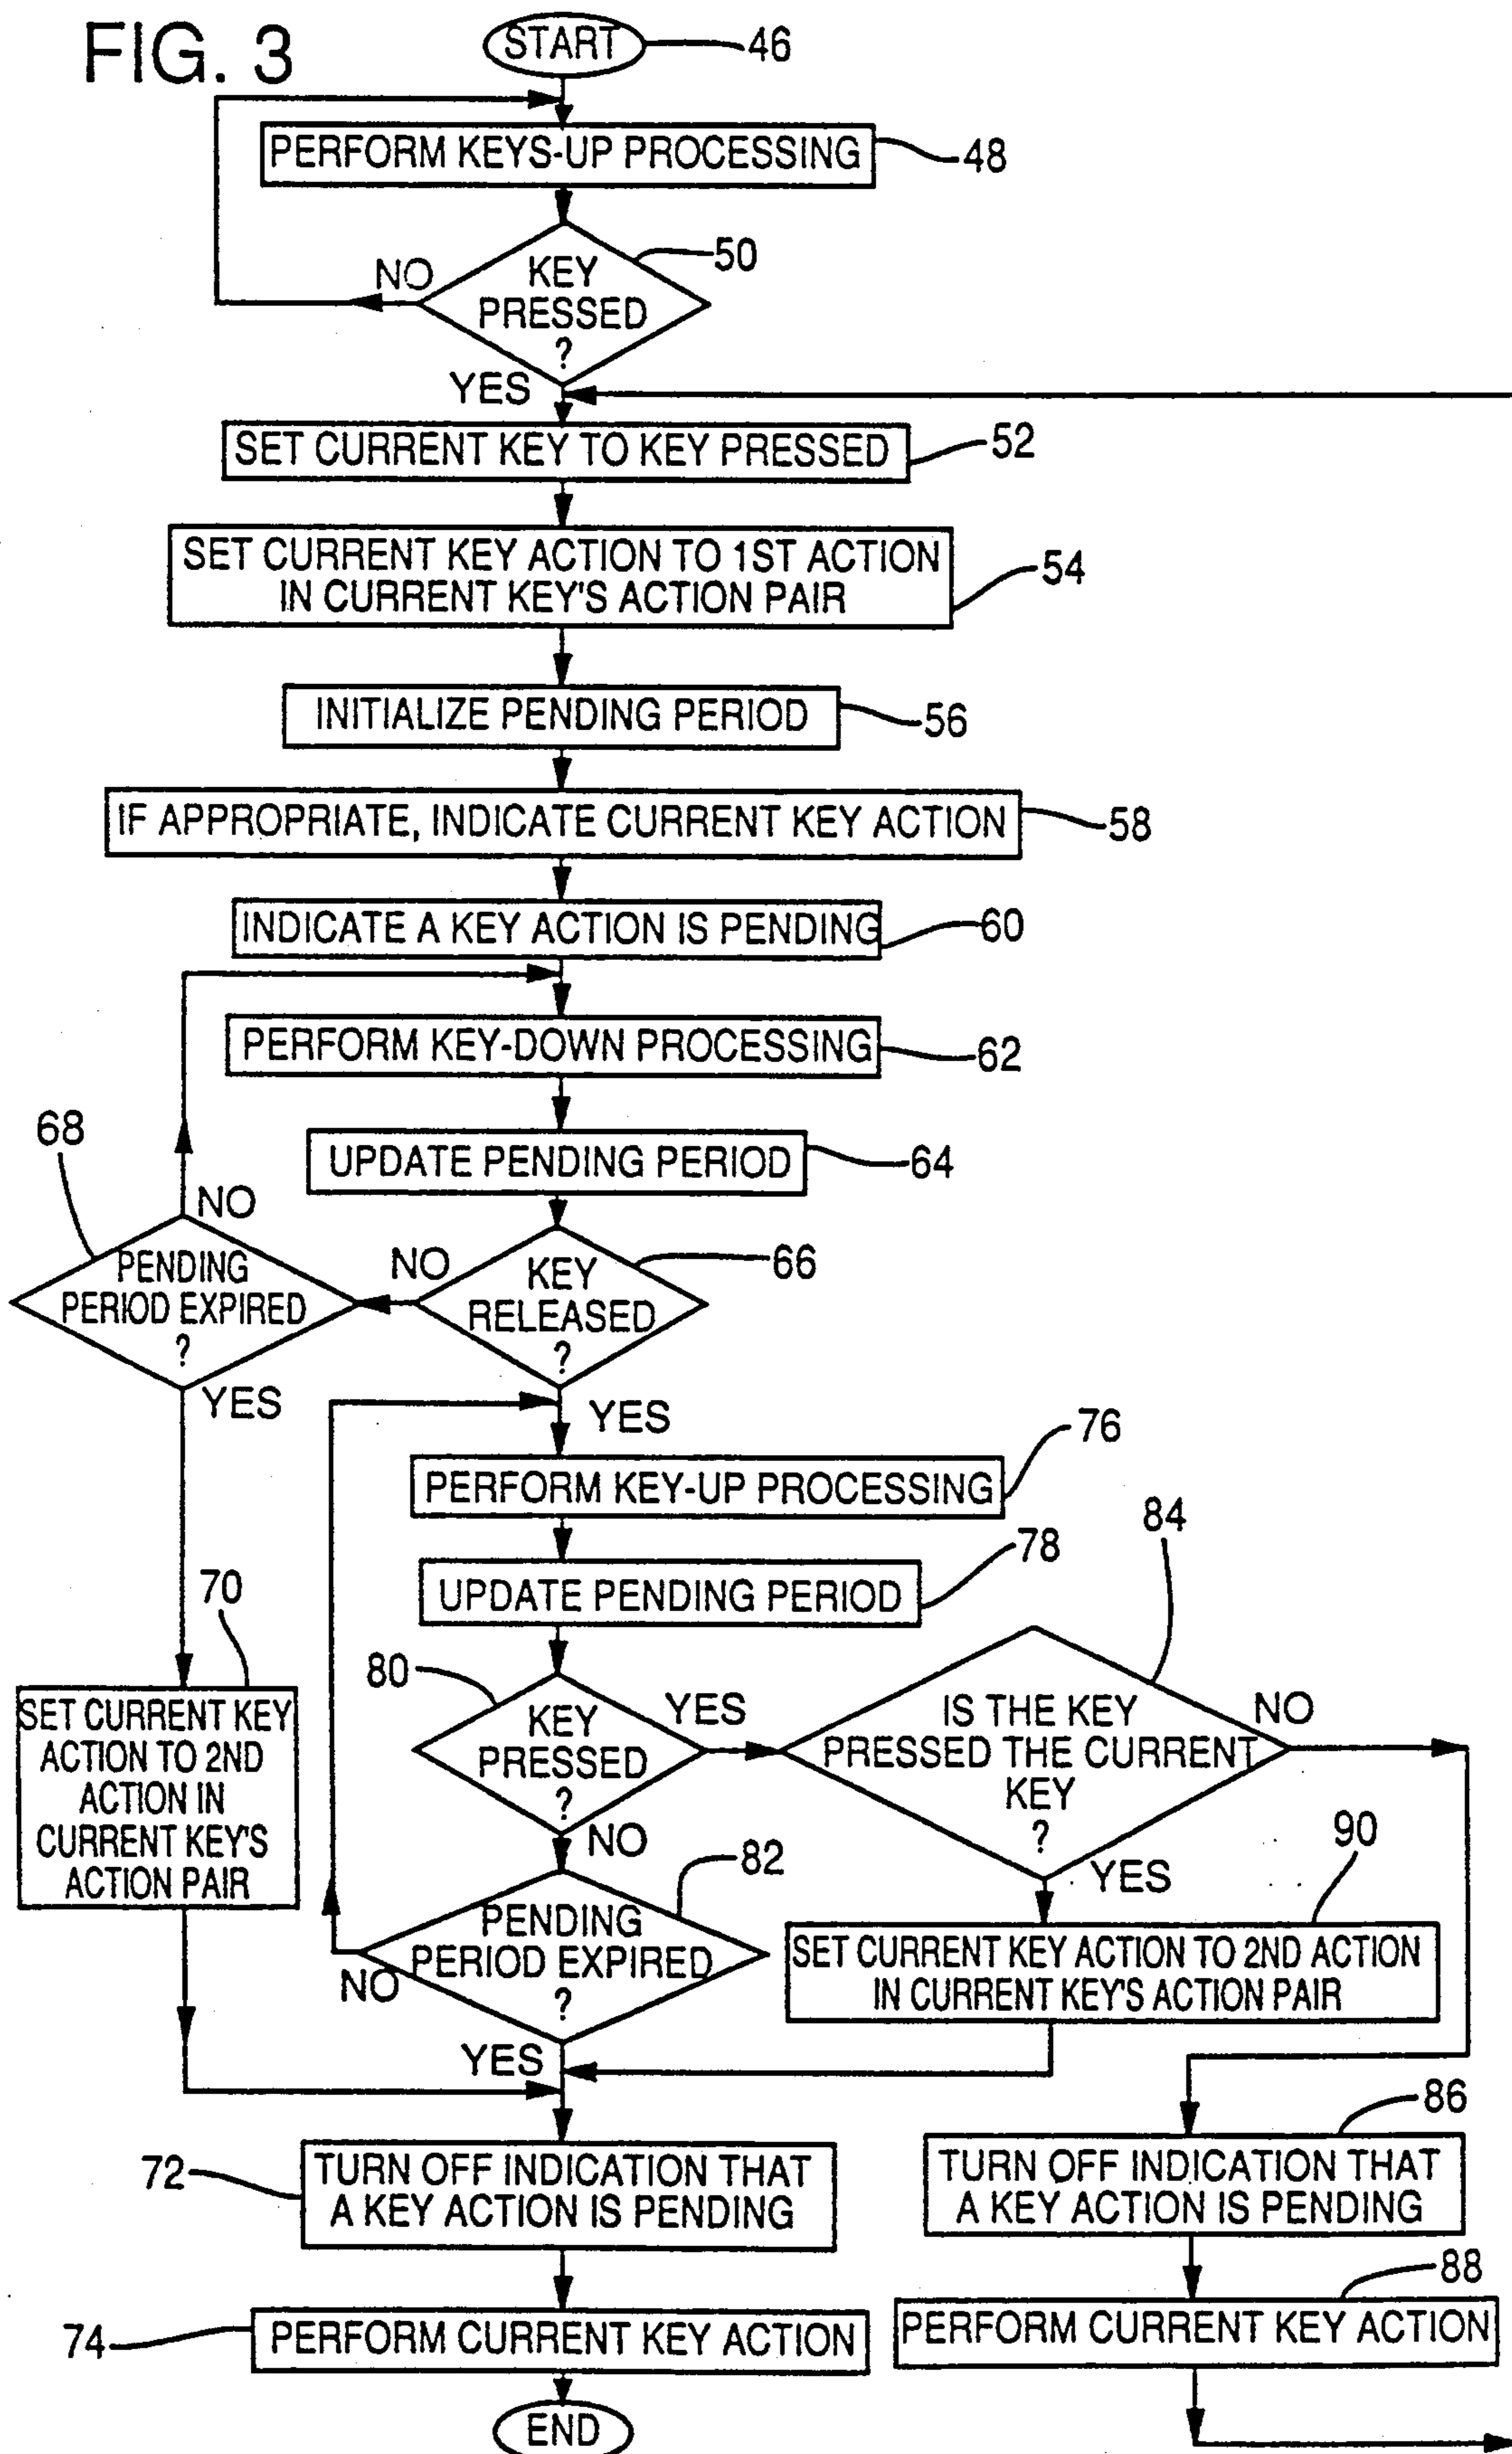 FIG. 3
START
46
PERFORM KEYS-UP PROCESSING
48
50
NO
KEY
PRESSED
?
YES
SET CURRENT KEY TO KEY PRESSED
52
SET CURRENT KEY ACTION TO 1ST ACTION
IN CURRENT KEY'S ACTION PAIR
54
INITIALIZE PENDING PERIOD
56
IF APPROPRIATE, INDICATE CURRENT KEY ACTION
58
INDICATE A KEY ACTION IS PENDING
60
PERFORM KEY-DOWN PROCESSING
62
UPDATE PENDING PERIOD
64
68
NO
PENDING
PERIOD EXPIRED
?
YES
NO
KEY
RELEASED
?
66
YES
PERFORM KEY-UP PROCESSING
76
UPDATE PENDING PERIOD
78
84
70
SET CURRENT KEY
ACTION TO 2ND
ACTION IN
CURRENT KEY'S
ACTION PAIR
80
KEY
PRESSED
?
YES
IS THE KEY
PRESSED THE CURRENT
KEY
?
NO
NO
82
YES
90
PENDING
PERIOD EXPIRED
?
NO
YES
SET CURRENT KEY ACTION TO 2ND ACTION
IN CURRENT KEY'S ACTION PAIR
72
TURN OFF INDICATION THAT
A KEY ACTION IS PENDING
86
TURN OFF INDICATION THAT
A KEY ACTION IS PENDING
74
PERFORM CURRENT KEY ACTION
88
PERFORM CURRENT KEY ACTION
END